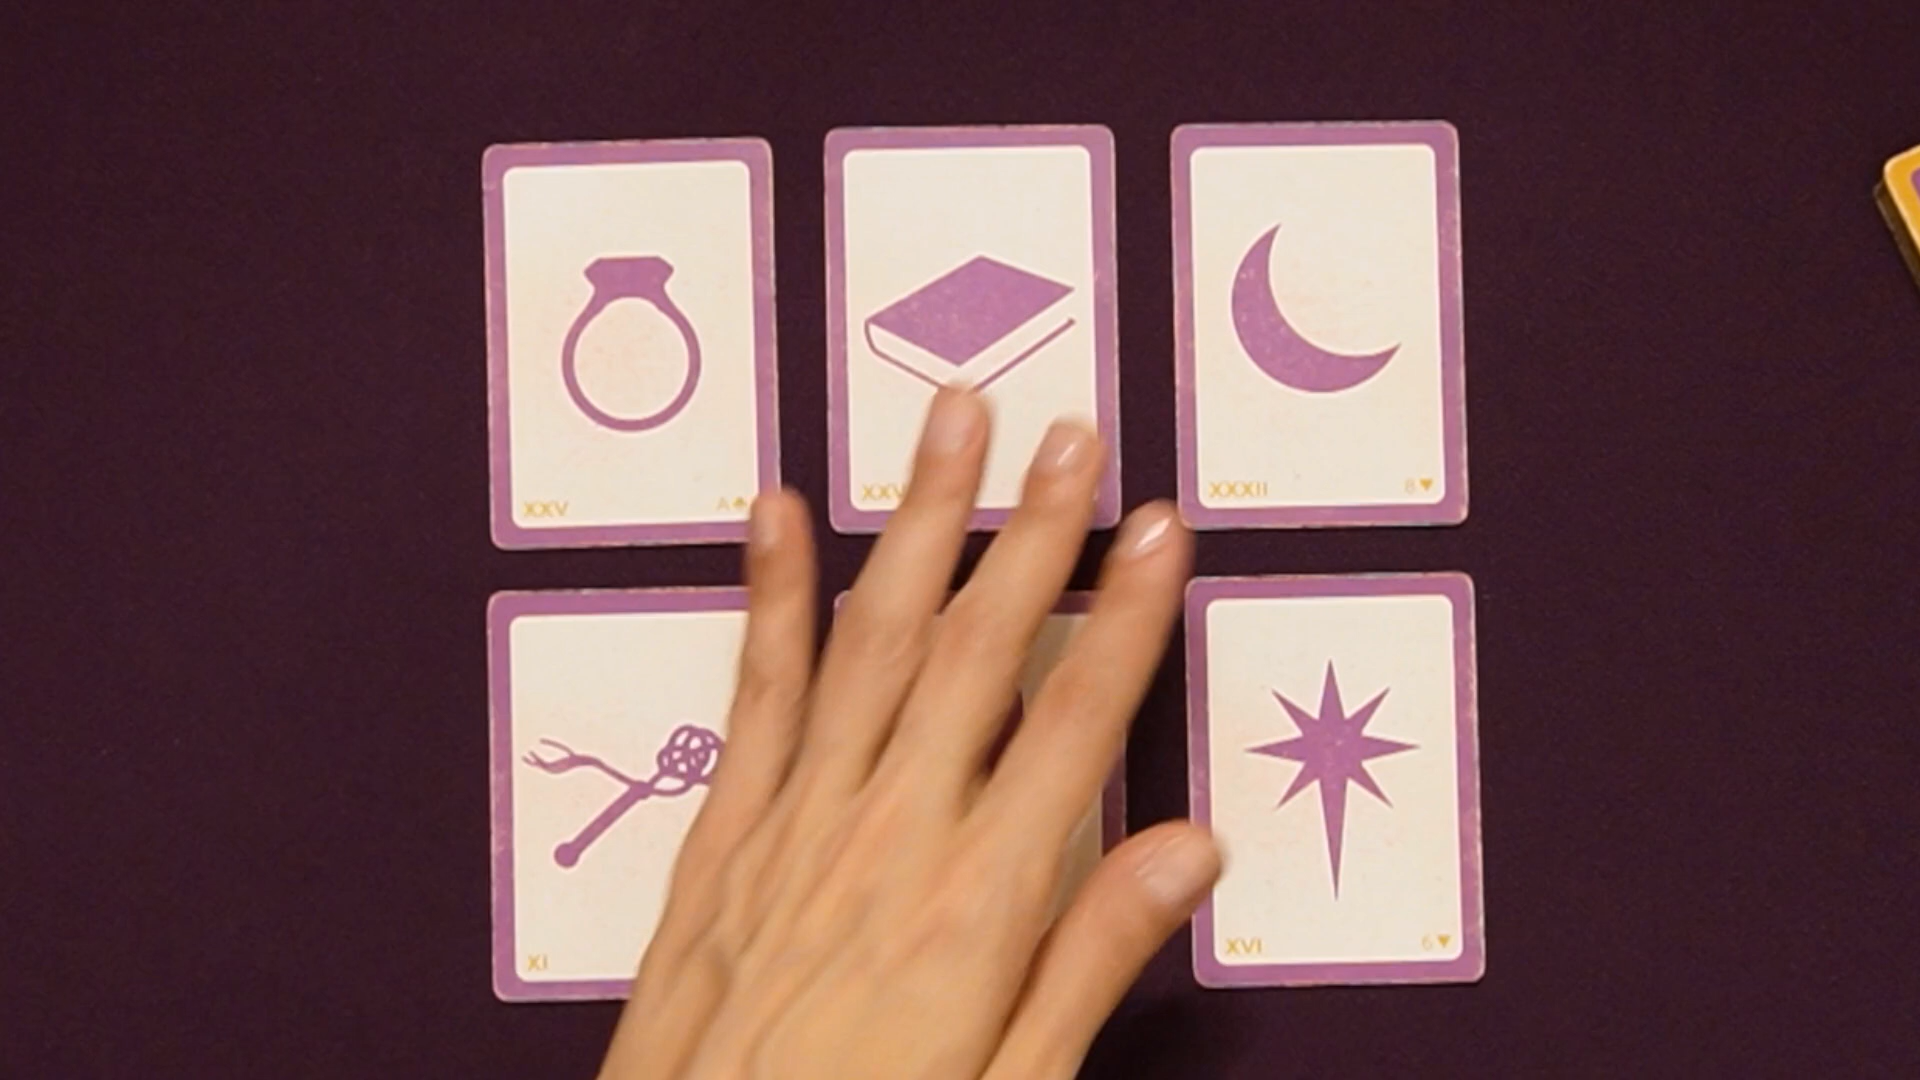 XXV A♣
XXXII 8♥
XI
XVI 6♥